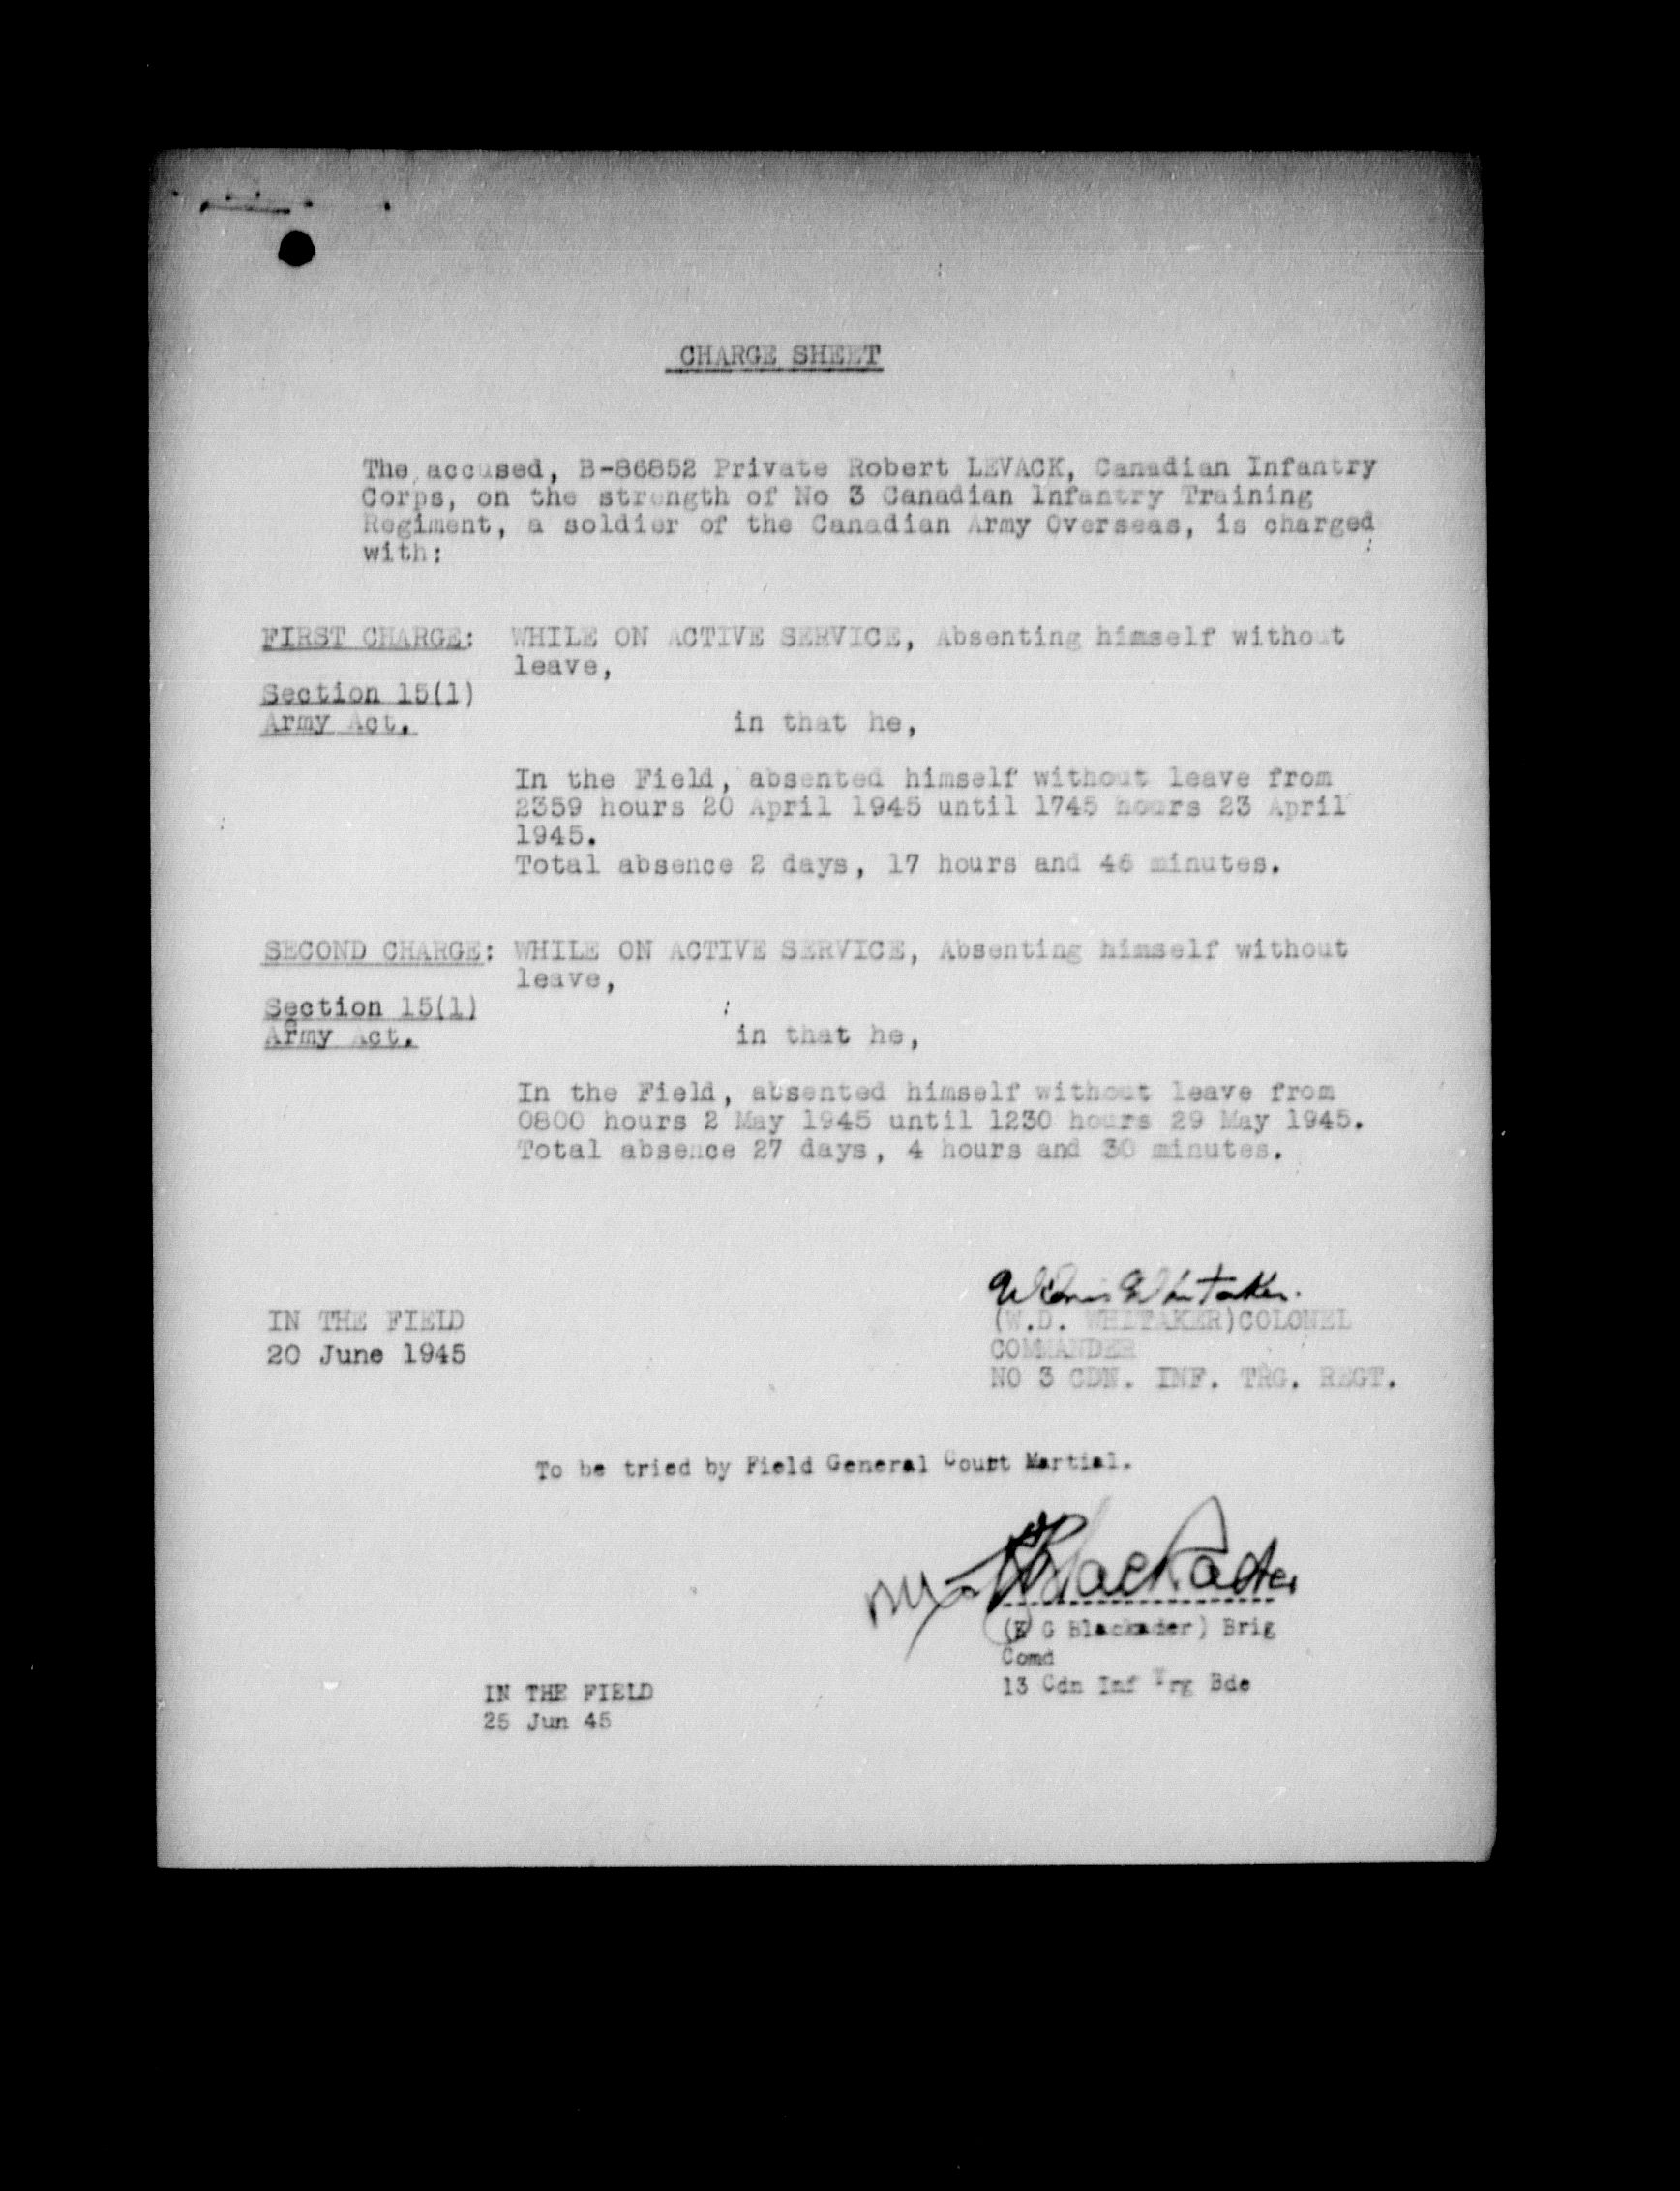 CHARGE SHEET
The accused, B-86852 Private Robert LEVACK, Canadian Infantry
Corps, on the strength of No 3 Canadian Infantry Training
Regiment, a soldier of the Canadian Army Overseas, is charged
with:
FIRST CHARGE: WHILE ON ACTIVE SERVICE, Absenting himself without
leave,
Section 15(1)
Army Act. in that he,
In the Field, absented himself without leave from
2359 hours 20 April 1945 until 1745 hours 23 April
1945.
Total absence 2 days, 17 hours and 46 minutes.
SECOND CHARGE: WHILE ON ACTIVE SERVICE, Absenting himself without
leave,
Section 15(1)
Army Act. in that he,
In the Field, absented himself without leave from
0800 hours 2 May 1945 until 1230 hours 29 May 1945.
Total absence 27 days, 4 hours and 30 minutes.
W Denis Whitaker.
IN THE FIELD (W.D. WHITAKER)COLONEL
20 June 1945 COMMANDER
NO 3 CDN. INF. TRG. REGT.
To be tried by Field General Court Martial.
Blackader
(K G Blackader) Brig
Comd
13 Cdn Inf Trg Bde
IN THE FIELD
25 Jun 45